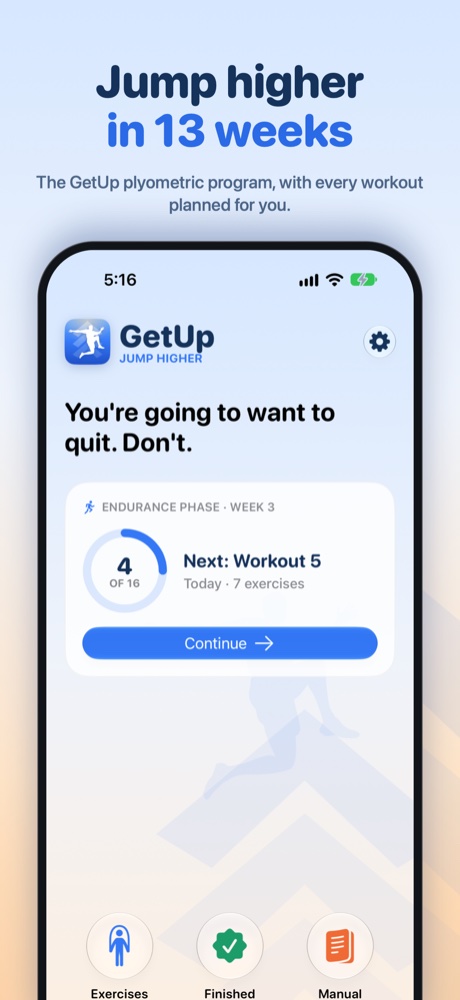 Jump higher
in 13 weeks
The GetUp plyometric program, with every workout
planned for you.
5:16
GetUp
JUMP HIGHER
You're going to want to
quit. Don't.
ENDURANCE PHASE · WEEK 3
4
OF 16
Next: Workout 5
Today · 7 exercises
Continue
Exercises
Finished
Manual